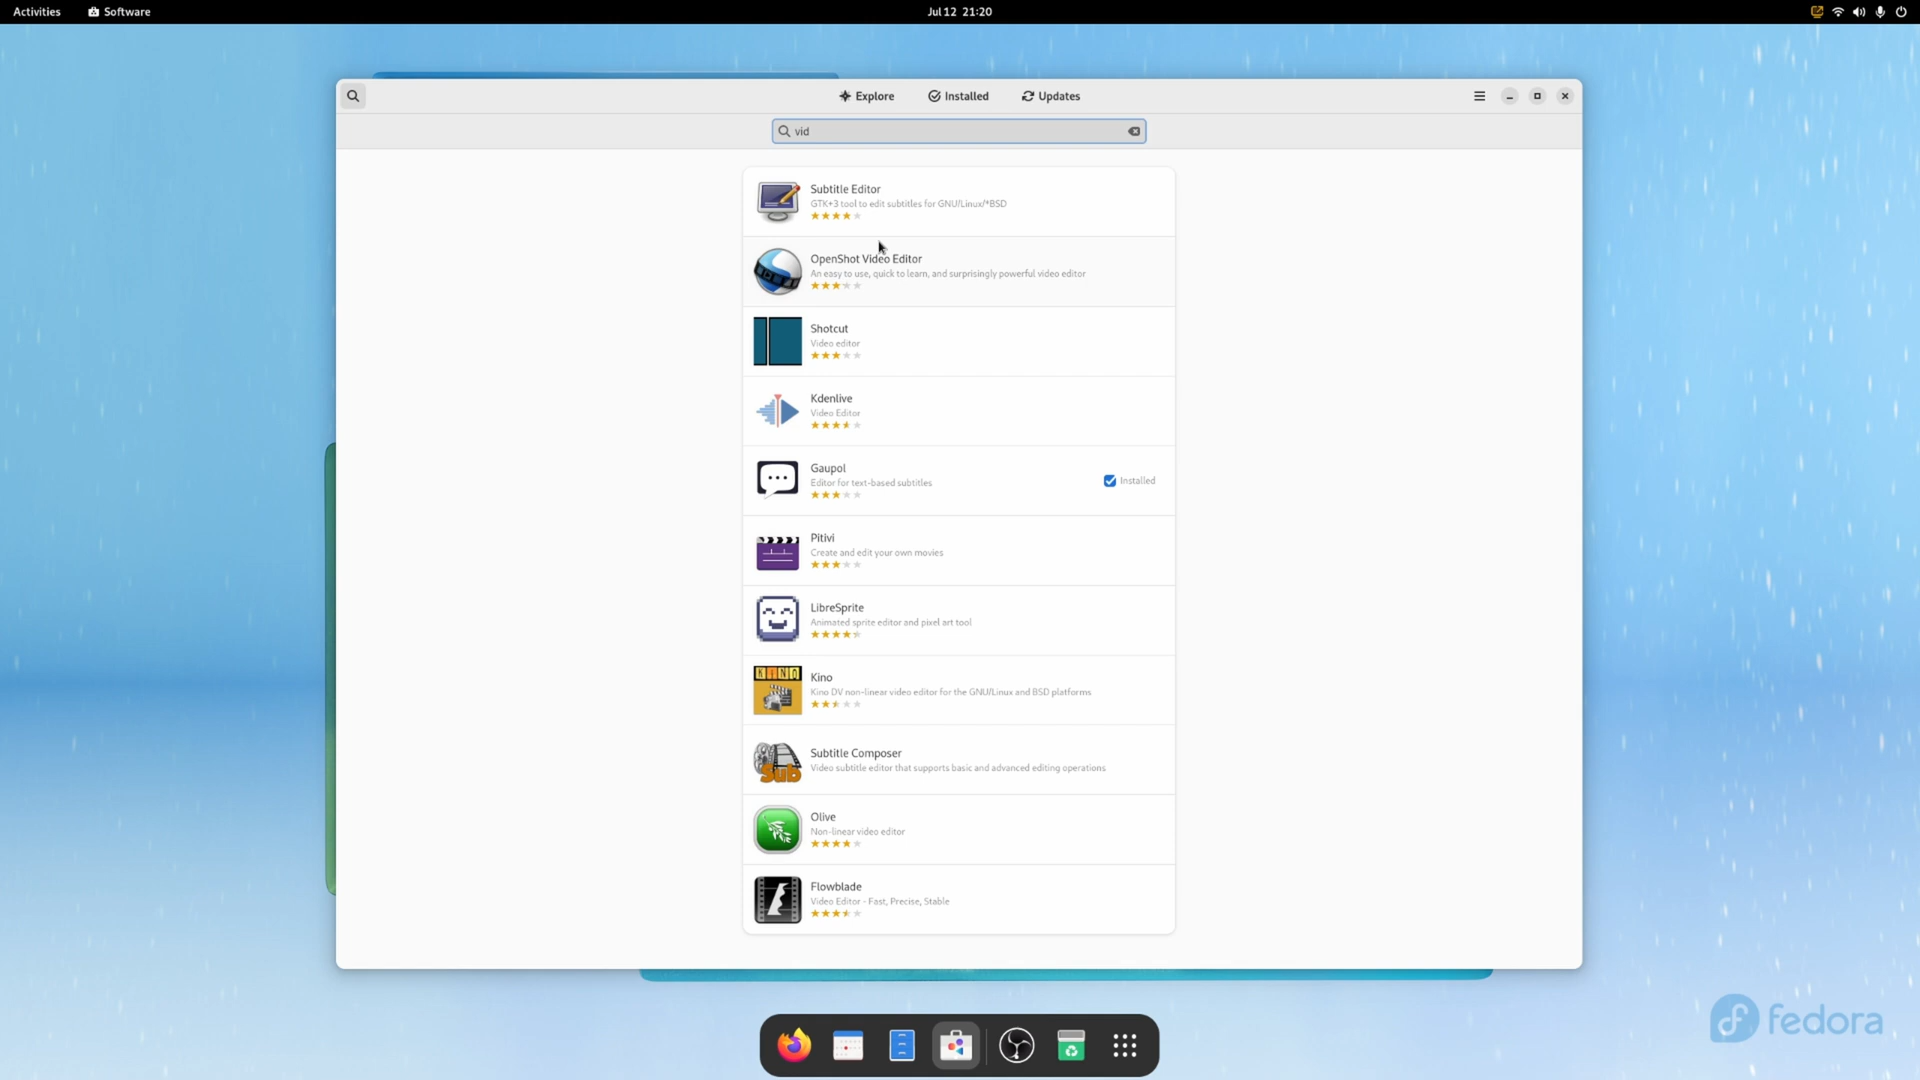 Activities
Software
Jul 12 21:20
Explore
Installed
Updates
vid
Subtitle Editor
GTK+3 tool to edit subtitles for GNU/Linux/*BSD
OpenShot Video Editor
An easy to use, quick to learn, and surprisingly powerful video editor
Shotcut
Video editor
Kdenlive
Video Editor
Gaupol
Editor for text-based subtitles
Installed
Pitivi
Create and edit your own movies
LibreSprite
Animated sprite editor and pixel art tool
KINO
Kino
Kino DV non-linear video editor for the GNU/Linux and BSD platforms
Sub
Subtitle Composer
Video subtitle editor that supports basic and advanced editing operations
Olive
Non-linear video editor
Flowblade
Video Editor - Fast, Precise, Stable
fedora